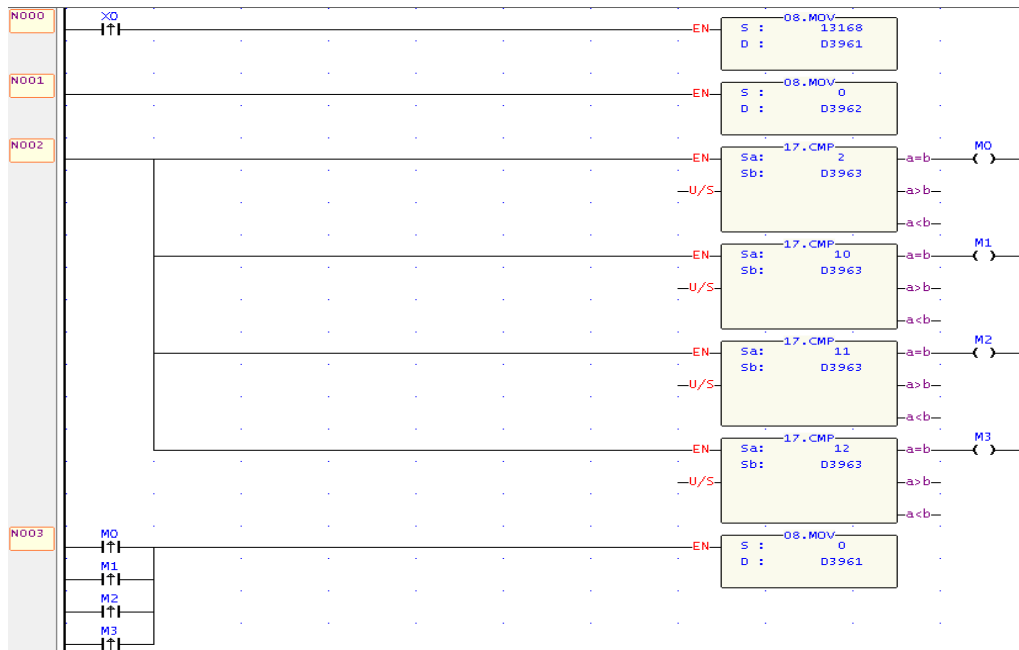 N000 X0 08.MOV
EN S : 13168
D : D3961
N001 08.MOV
EN S : 0
D : D3962
N002 17.CMP M0
EN Sa: 2 a=b
U/S Sb: D3963 a>b
a<b
17.CMP M1
EN Sa: 10 a=b
Sb: D3963
U/S a>b
a<b
17.CMP M2
EN Sa: 11 a=b
Sb: D3963
U/S a>b
a<b
17.CMP M3
EN Sa: 12 a=b
Sb: D3963
U/S a>b
a<b
N003 M0 08.MOV
EN S : 0
D : D3961
M1
M2
M3